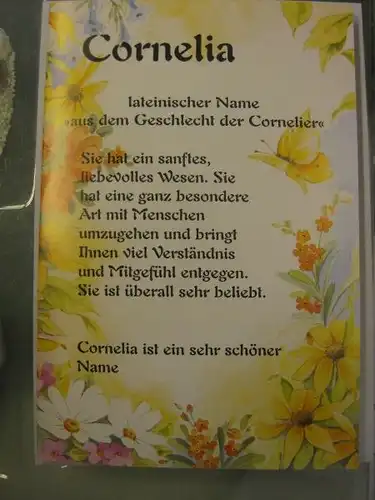 Cornelia
lateinischer Name
»aus dem Geschlecht der Cornelier«
Sie hat ein sanftes,
liebevolles Wesen. Sie
hat eine ganz besondere
Art mit Menschen
umzugehen und bringt
Ihnen viel Verständnis
und Mitgefühl entgegen.
Sie ist überall sehr beliebt.
Cornelia ist ein sehr schöner
Name